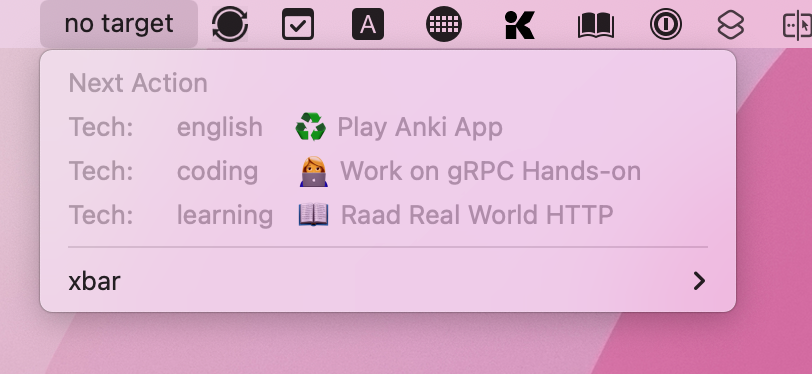 no target
A
Next Action
Tech: english ♻️ Play Anki App
Tech: coding 👩‍💻 Work on gRPC Hands-on
Tech: learning 📖 Raad Real World HTTP
xbar